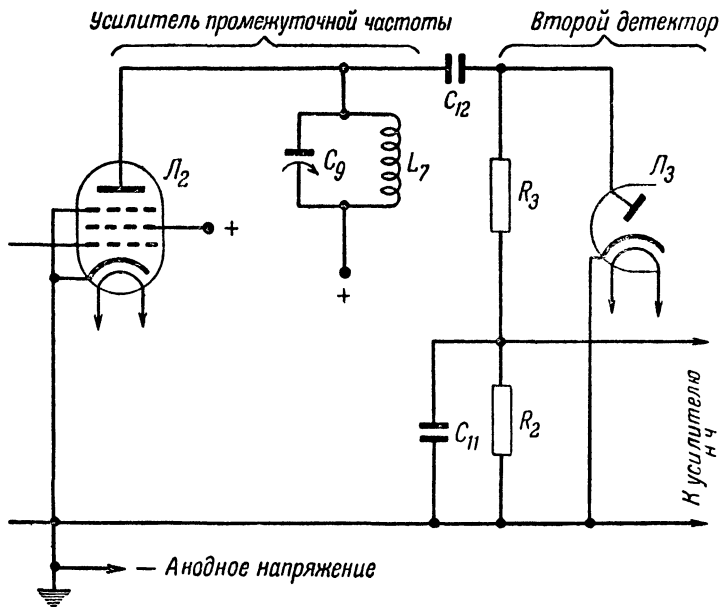 Усилитель промежуточной частоты
Второй детектор
C12
Л2
C9
L7
R3
Л3
+
+
C11
R2
К усилителю
н ч
— Анодное напряжение